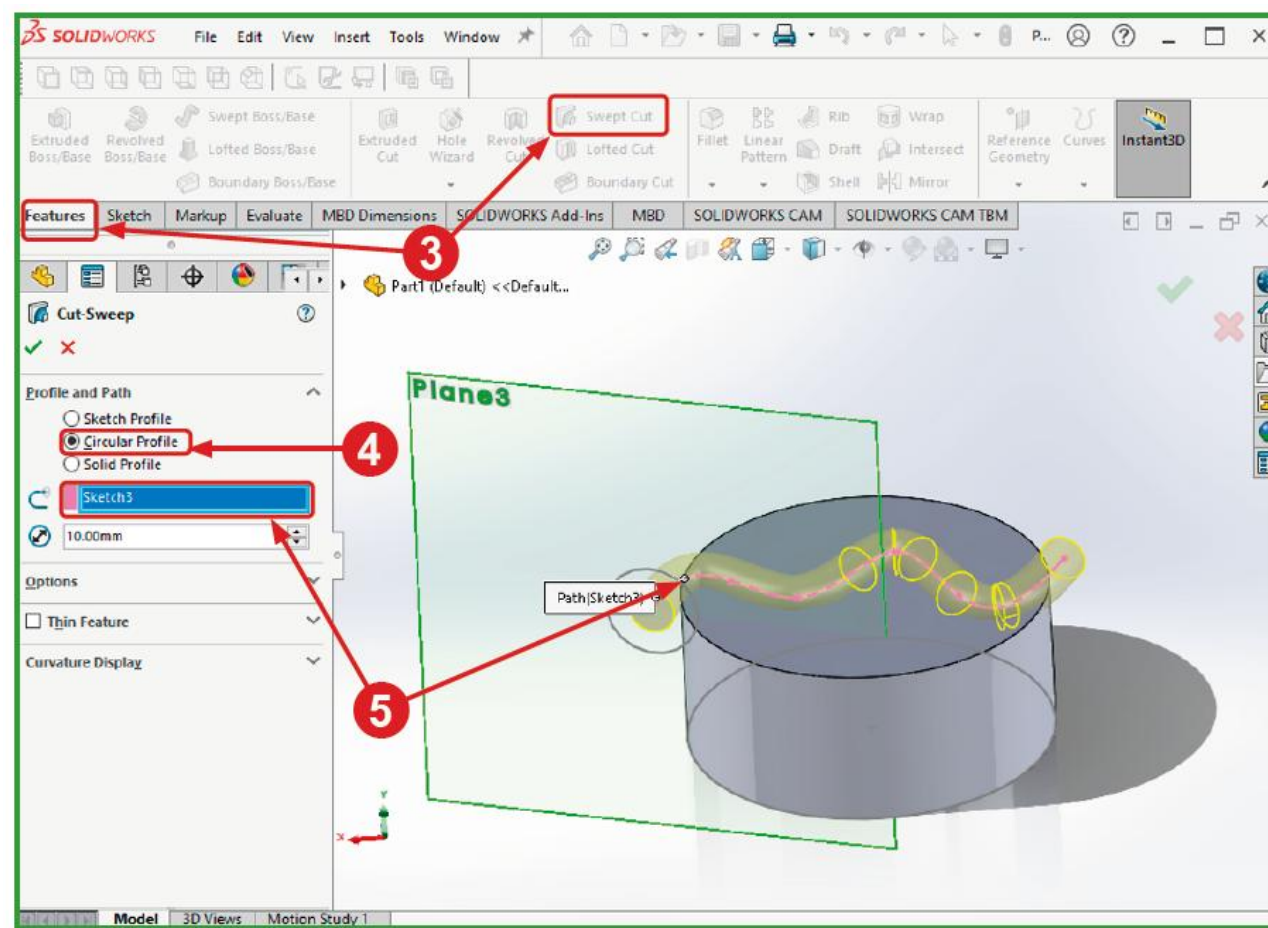 SOLIDWORKS File Edit View Insert Tools Window P... ?
Extruded Boss/Base
Revolved Boss/Base
Swept Boss/Base
Lofted Boss/Base
Boundary Boss/Base
Extruded Cut
Hole Wizard
Revolved Cut
Swept Cut
Lofted Cut
Boundary Cut
Fillet
Linear Pattern
Rib
Draft
Shell
Wrap
Intersect
Mirror
Reference Geometry
Curves
Instant3D
Features Sketch Markup Evaluate MBD Dimensions SOLIDWORKS Add-Ins MBD SOLIDWORKS CAM SOLIDWORKS CAM TBM
3
Part1 (Default) <<Default...
Cut-Sweep ?
Profile and Path
Sketch Profile
Circular Profile
Solid Profile
4
Sketch3
10.00mm
Options
Thin Feature
Curvature Display
Plane3
Path(Sketch3)
5
Y
X
Model 3D Views Motion Study 1